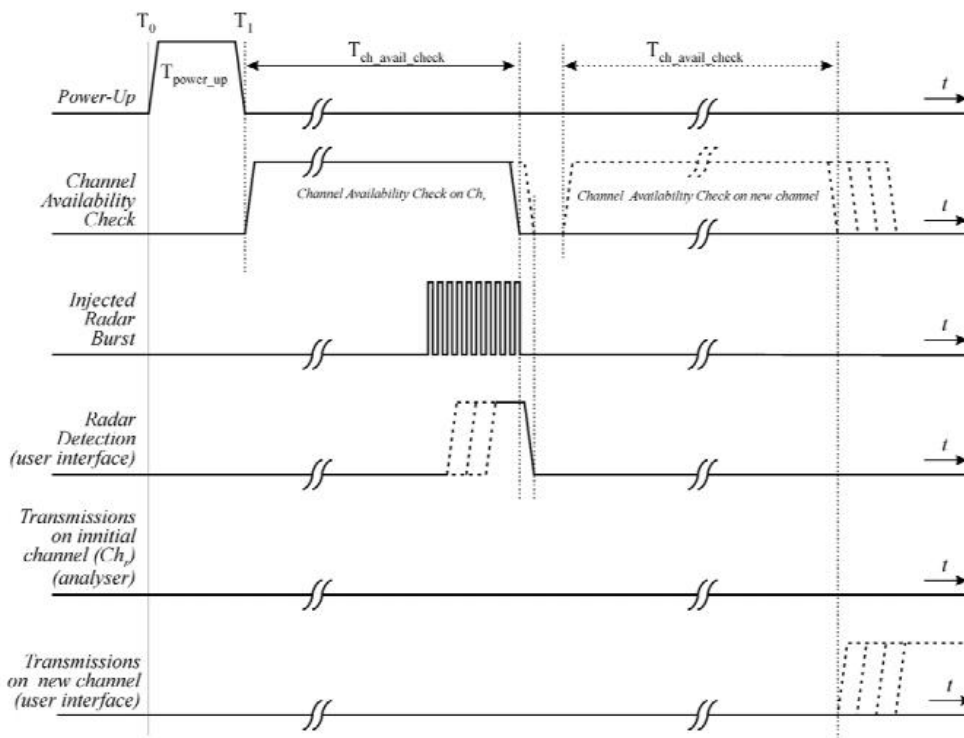 T0 T1
Tch_avail_check Tch_avail_check
Tpower_up
Power-Up
t
Channel
Availability
Check
Channel Availability Check on Chr
Channel Availability Check on new channel
t
Injected
Radar
Burst
t
Radar
Detection
(user interface)
t
Transmissions
on innitial
channel (Chr)
(analyser)
t
Transmissions
on new channel
(user interface)
t